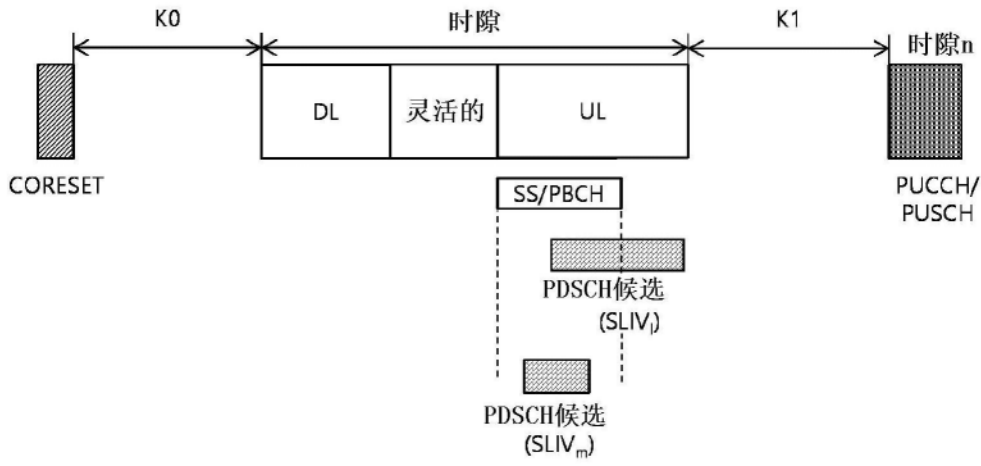 K0
时隙
K1
时隙n
DL
灵活的
UL
CORESET
SS/PBCH
PUCCH/
PUSCH
PDSCH候选
(SLIVₗ)
PDSCH候选
(SLIVₘ)